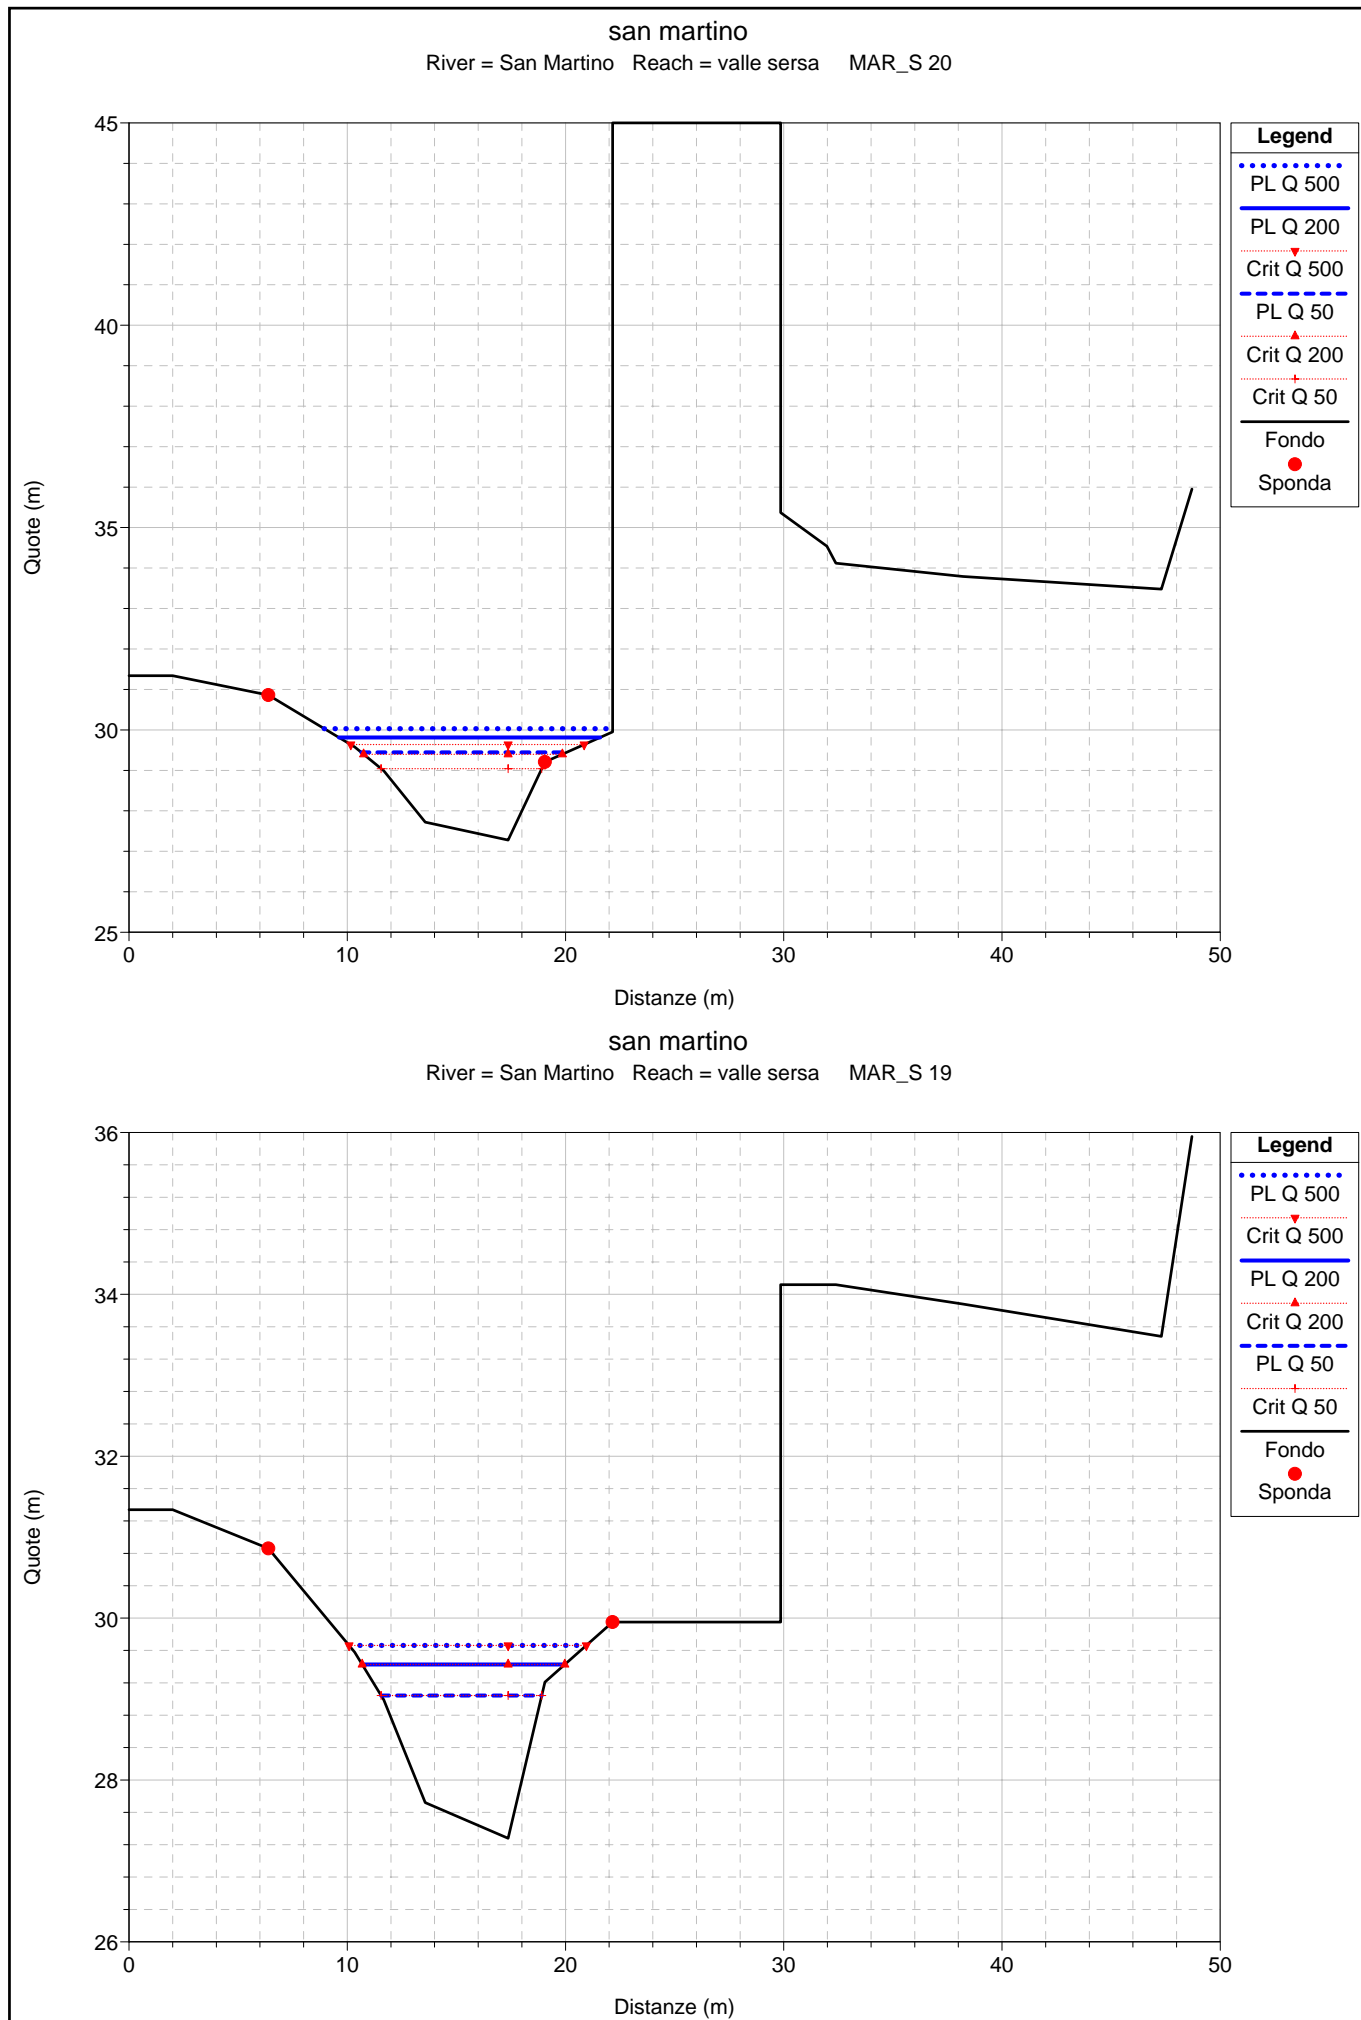 san martino
River = San Martino   Reach = valle sersa     MAR_S 20
45
40
35
30
25
0 10 20 30 40 50
Quote (m)
Distanze (m)
Legend
PL Q 500
PL Q 200
Crit Q 500
PL Q 50
Crit Q 200
Crit Q 50
Fondo
Sponda
san martino
River = San Martino   Reach = valle sersa     MAR_S 19
36
34
32
30
28
26
0 10 20 30 40 50
Quote (m)
Distanze (m)
Legend
PL Q 500
Crit Q 500
PL Q 200
Crit Q 200
PL Q 50
Crit Q 50
Fondo
Sponda